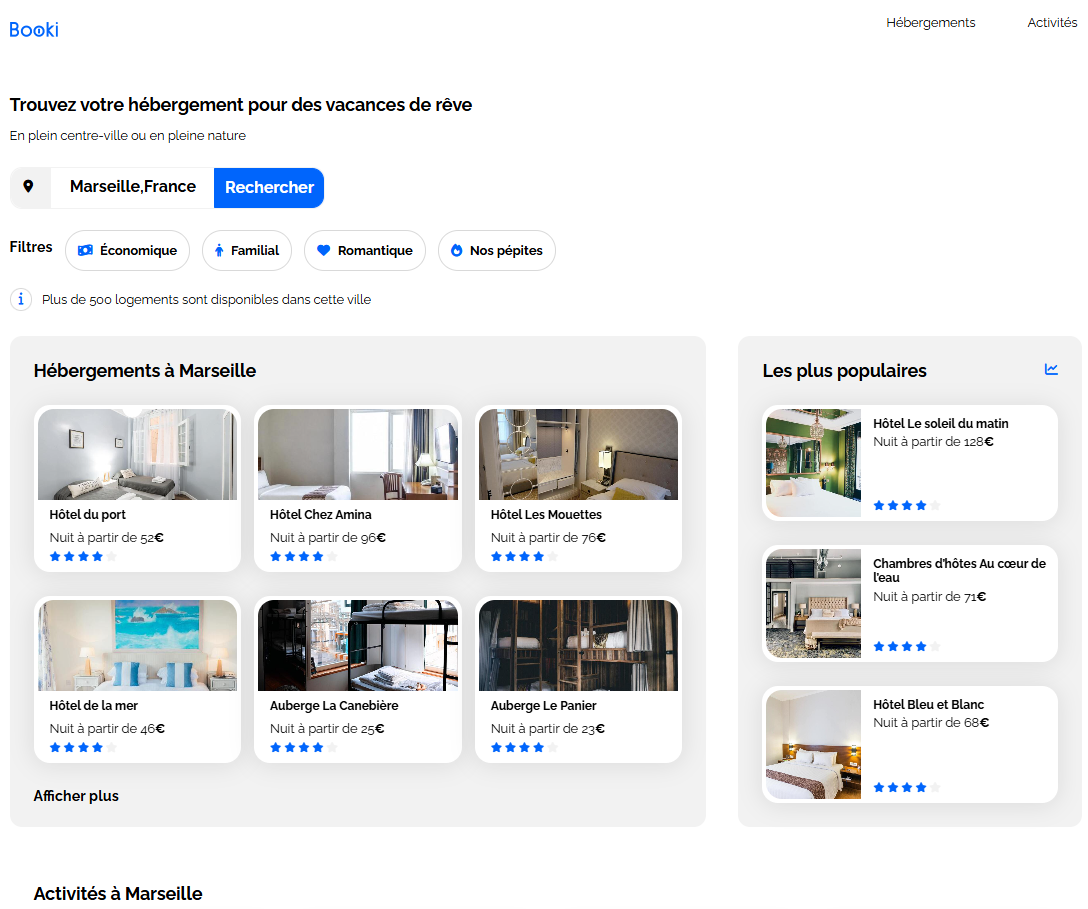 Booki
Hébergements
Activités
Trouvez votre hébergement pour des vacances de rêve
En plein centre-ville ou en pleine nature
Marseille,France
Rechercher
Filtres
Économique
Familial
Romantique
Nos pépites
Plus de 500 logements sont disponibles dans cette ville
Hébergements à Marseille
Hôtel du port
Nuit à partir de 52€
Hôtel Chez Amina
Nuit à partir de 96€
Hôtel Les Mouettes
Nuit à partir de 76€
Hôtel de la mer
Nuit à partir de 46€
Auberge La Canebière
Nuit à partir de 25€
Auberge Le Panier
Nuit à partir de 23€
Afficher plus
Les plus populaires
Hôtel Le soleil du matin
Nuit à partir de 128€
Chambres d'hôtes Au cœur de
l'eau
Nuit à partir de 71€
Hôtel Bleu et Blanc
Nuit à partir de 68€
Activités à Marseille